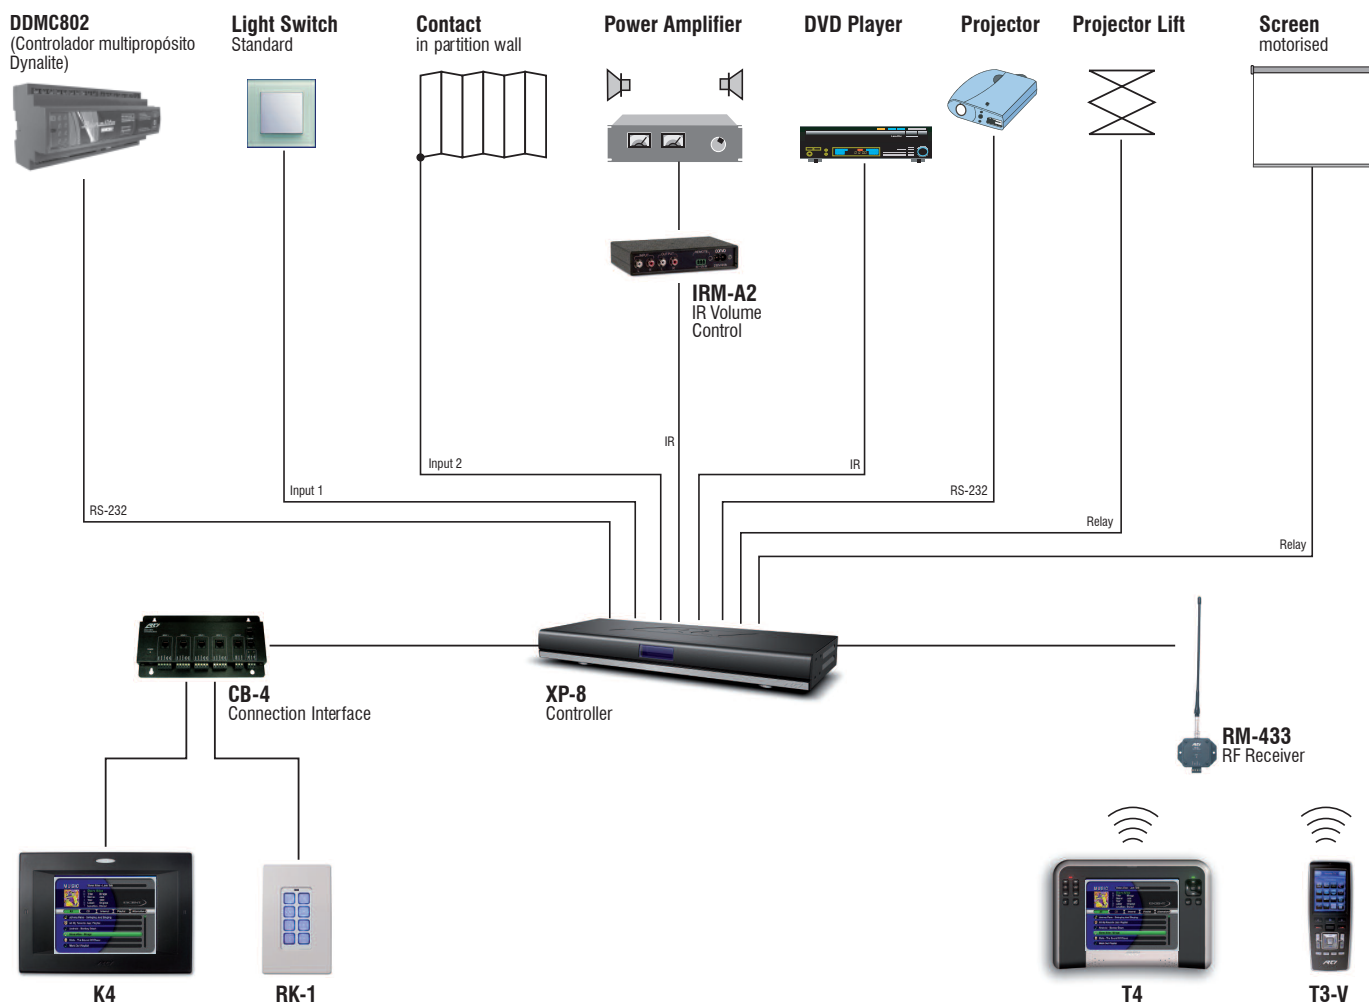 DDMC802
(Controlador multipropósito
Dynalite)
Light Switch
Standard
Contact
in partition wall
Power Amplifier
DVD Player
Projector
Projector Lift
Screen
motorised
IRM-A2
IR Volume
Control
IR
IR
Input 2
Input 1
RS-232
RS-232
Relay
Relay
CB-4
Connection Interface
XP-8
Controller
RM-433
RF Receiver
MUSIC
MUSIC
K4
RK-1
T4
T3-V